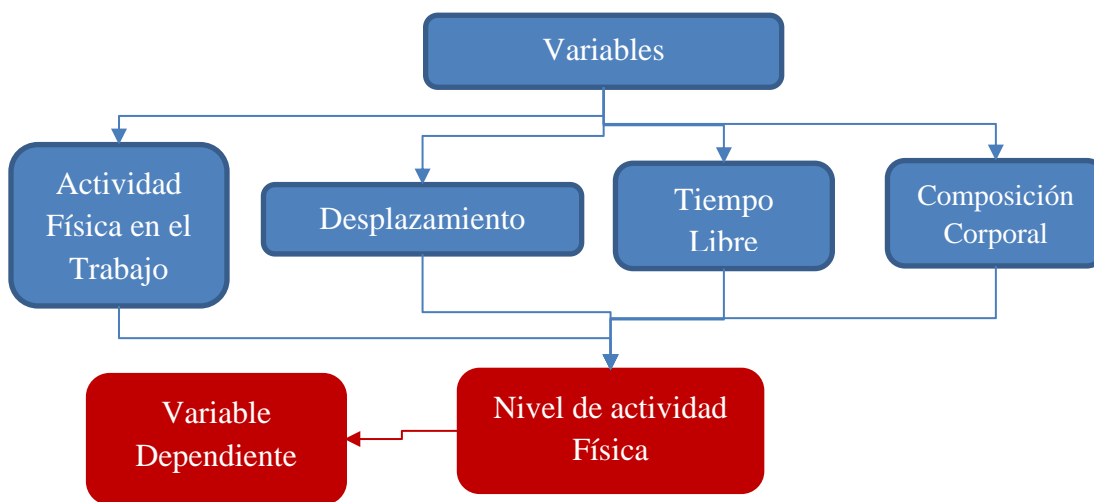 Variables
Actividad
Física en el
Trabajo
Desplazamiento
Tiempo
Libre
Composición
Corporal
Variable
Dependiente
Nivel de actividad
Física